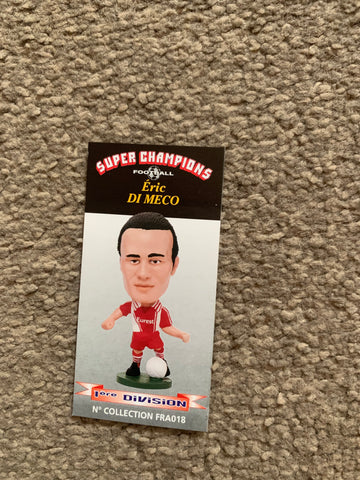 SUPER CHAMPIONS
FOOTBALL
Éric
DI MECO
Eurest
1ère DIVISION
N° COLLECTION FRA018